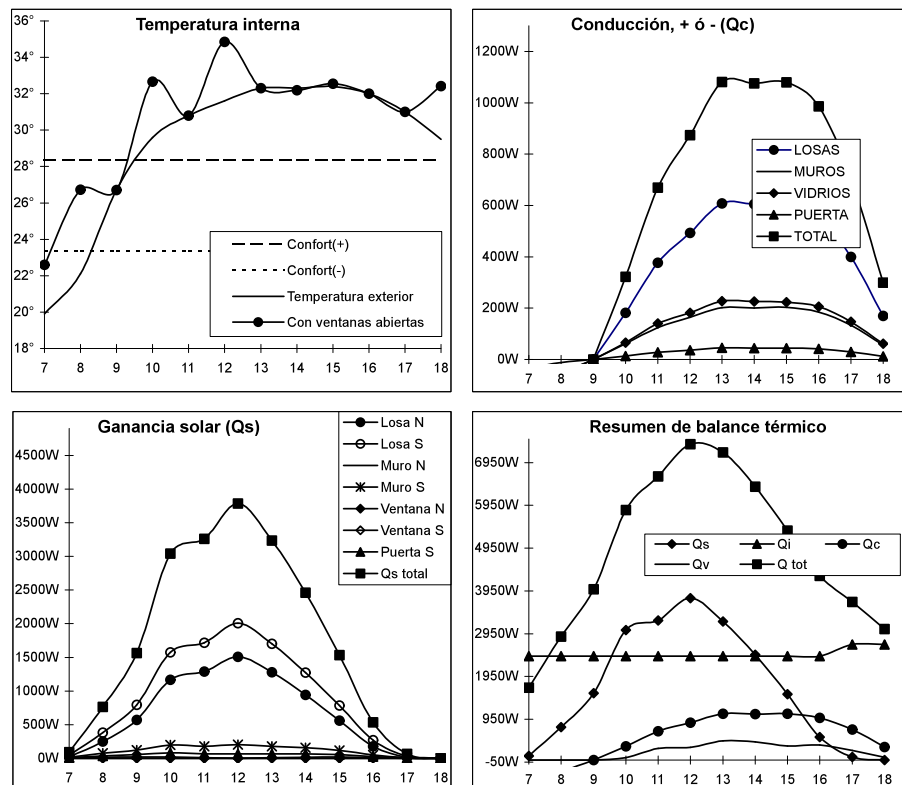 Temperatura interna
36°
34°
32°
30°
28°
26°
24°
22°
20°
18°
Confort(+)
Confort(-)
Temperatura exterior
Con ventanas abiertas
7 8 9 10 11 12 13 14 15 16 17 18
Conducción, + ó - (Qc)
1200W
1000W
800W
600W
400W
200W
0W
LOSAS
MUROS
VIDRIOS
PUERTA
TOTAL
7 8 9 10 11 12 13 14 15 16 17 18
Ganancia solar (Qs)
4500W
4000W
3500W
3000W
2500W
2000W
1500W
1000W
500W
0W
Losa N
Losa S
Muro N
Muro S
Ventana N
Ventana S
Puerta S
Qs total
7 8 9 10 11 12 13 14 15 16 17 18
Resumen de balance térmico
6950W
5950W
4950W
3950W
2950W
1950W
950W
-50W
Qs Qi Qc
Qv Q tot
7 8 9 10 11 12 13 14 15 16 17 18